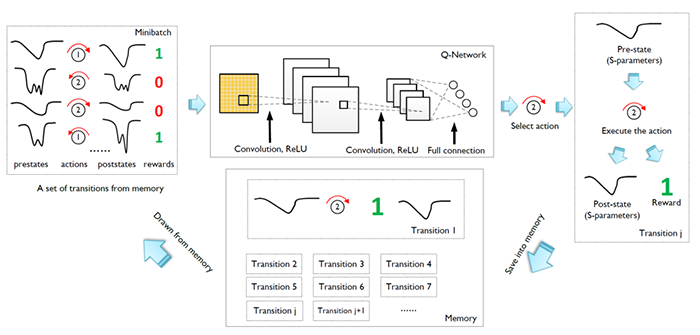 Minibatch
1
1
2
0
2
0
1
1
......
prestates
actions
poststates
rewards
A set of transitions from memory
Q-Network
Convolution, ReLU
Convolution, ReLU
Full connection
2
Select action
Pre-state
(S-parameters)
2
Execute the action
1
Post-state
(S-parameters)
Reward
Transition j
Drawn from memory
Save into memory
2
1
Transition 1
Transition 2
Transition 3
Transition 4
Transition 5
Transition 6
Transition 7
Transition j
Transition j+1
......
Memory